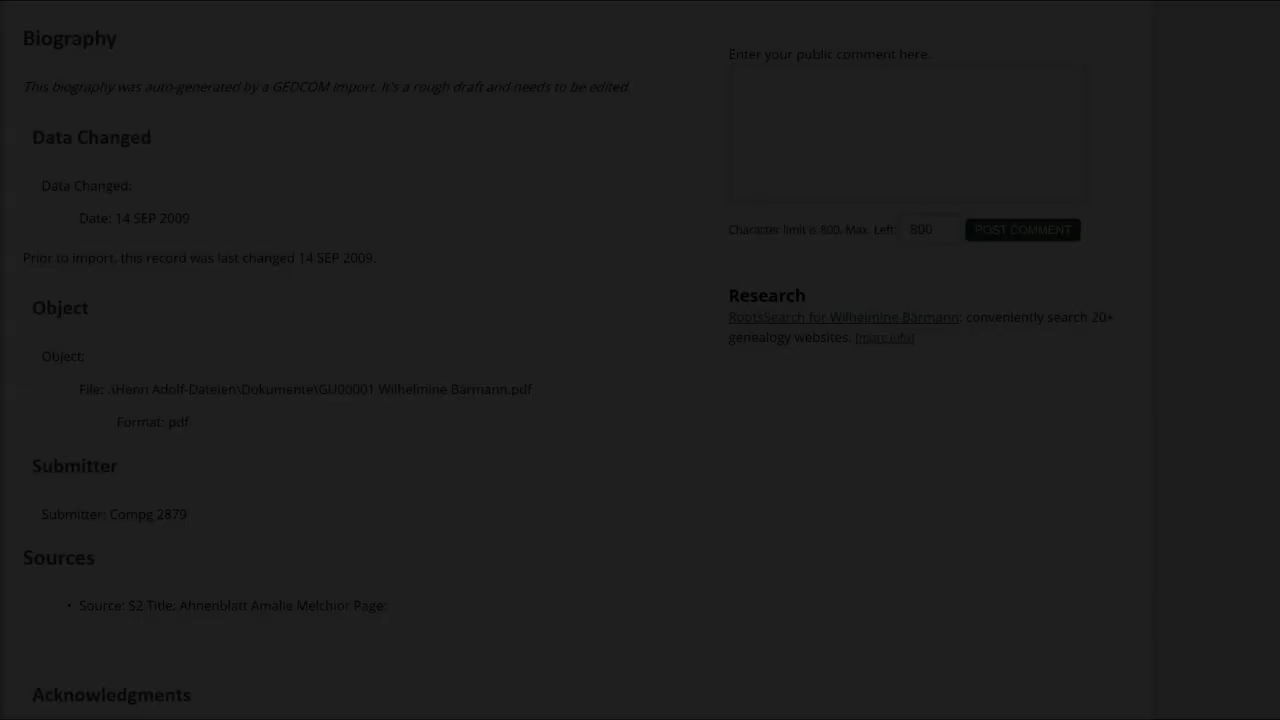 Biography
This biography was auto-generated by a GEDCOM import. It's a rough draft and needs to be edited.
Data Changed
Data Changed:
Date: 14 SEP 2009
Prior to import, this record was last changed 14 SEP 2009.
Object
Object:
File: .\Henn Adolf-Dateien\Dokumente\GU00001 Wilhelmine Bärmann.pdf
Format: pdf
Submitter
Submitter: Compg 2879
Sources
• Source: S2 Title: Ahnenblatt Amalie Melchior Page:
Acknowledgments
Enter your public comment here.
Character limit is 800. Max. Left: 800 POST COMMENT
Research
RootsSearch for Wilhelmine Bärmann: conveniently search 20+
genealogy websites. [more info]